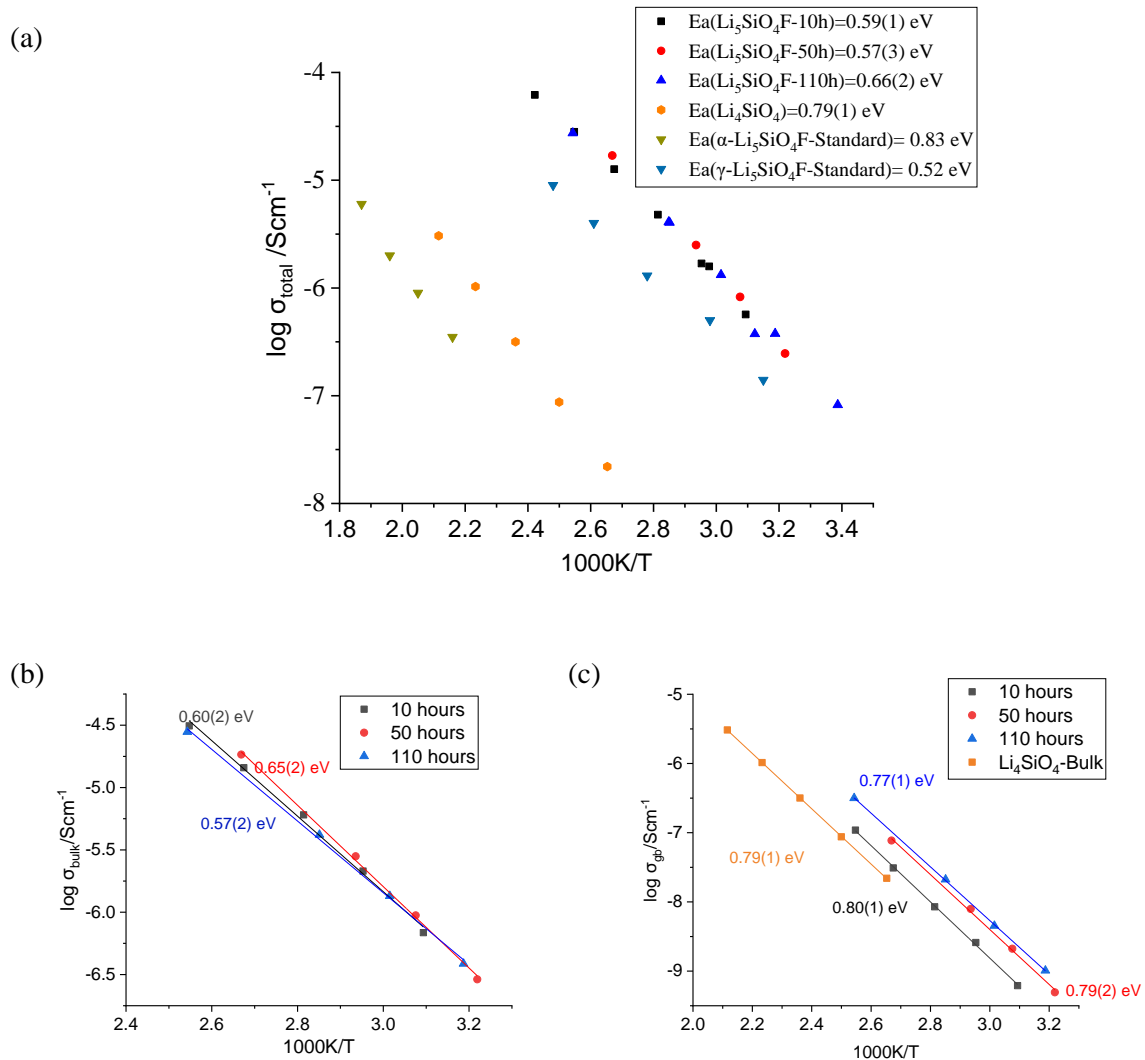 (a)
Ea(Li₅SiO₄F-10h)=0.59(1) eV
Ea(Li₅SiO₄F-50h)=0.57(3) eV
Ea(Li₅SiO₄F-110h)=0.66(2) eV
Ea(Li₄SiO₄)=0.79(1) eV
Ea(α-Li₅SiO₄F-Standard)= 0.83 eV
Ea(γ-Li₅SiO₄F-Standard)= 0.52 eV
-4
-5
-6
-7
-8
log σtotal /Scm⁻¹
1.8 2.0 2.2 2.4 2.6 2.8 3.0 3.2 3.4
1000K/T
(b)
10 hours
50 hours
110 hours
0.60(2) eV
0.65(2) eV
0.57(2) eV
-4.5
-5.0
-5.5
-6.0
-6.5
log σbulk/Scm⁻¹
2.4 2.6 2.8 3.0 3.2
1000K/T
(c)
10 hours
50 hours
110 hours
Li₄SiO₄-Bulk
0.77(1) eV
0.79(1) eV
0.80(1) eV
0.79(2) eV
-5
-6
-7
-8
-9
log σgb/Scm⁻¹
2.0 2.2 2.4 2.6 2.8 3.0 3.2
1000K/T